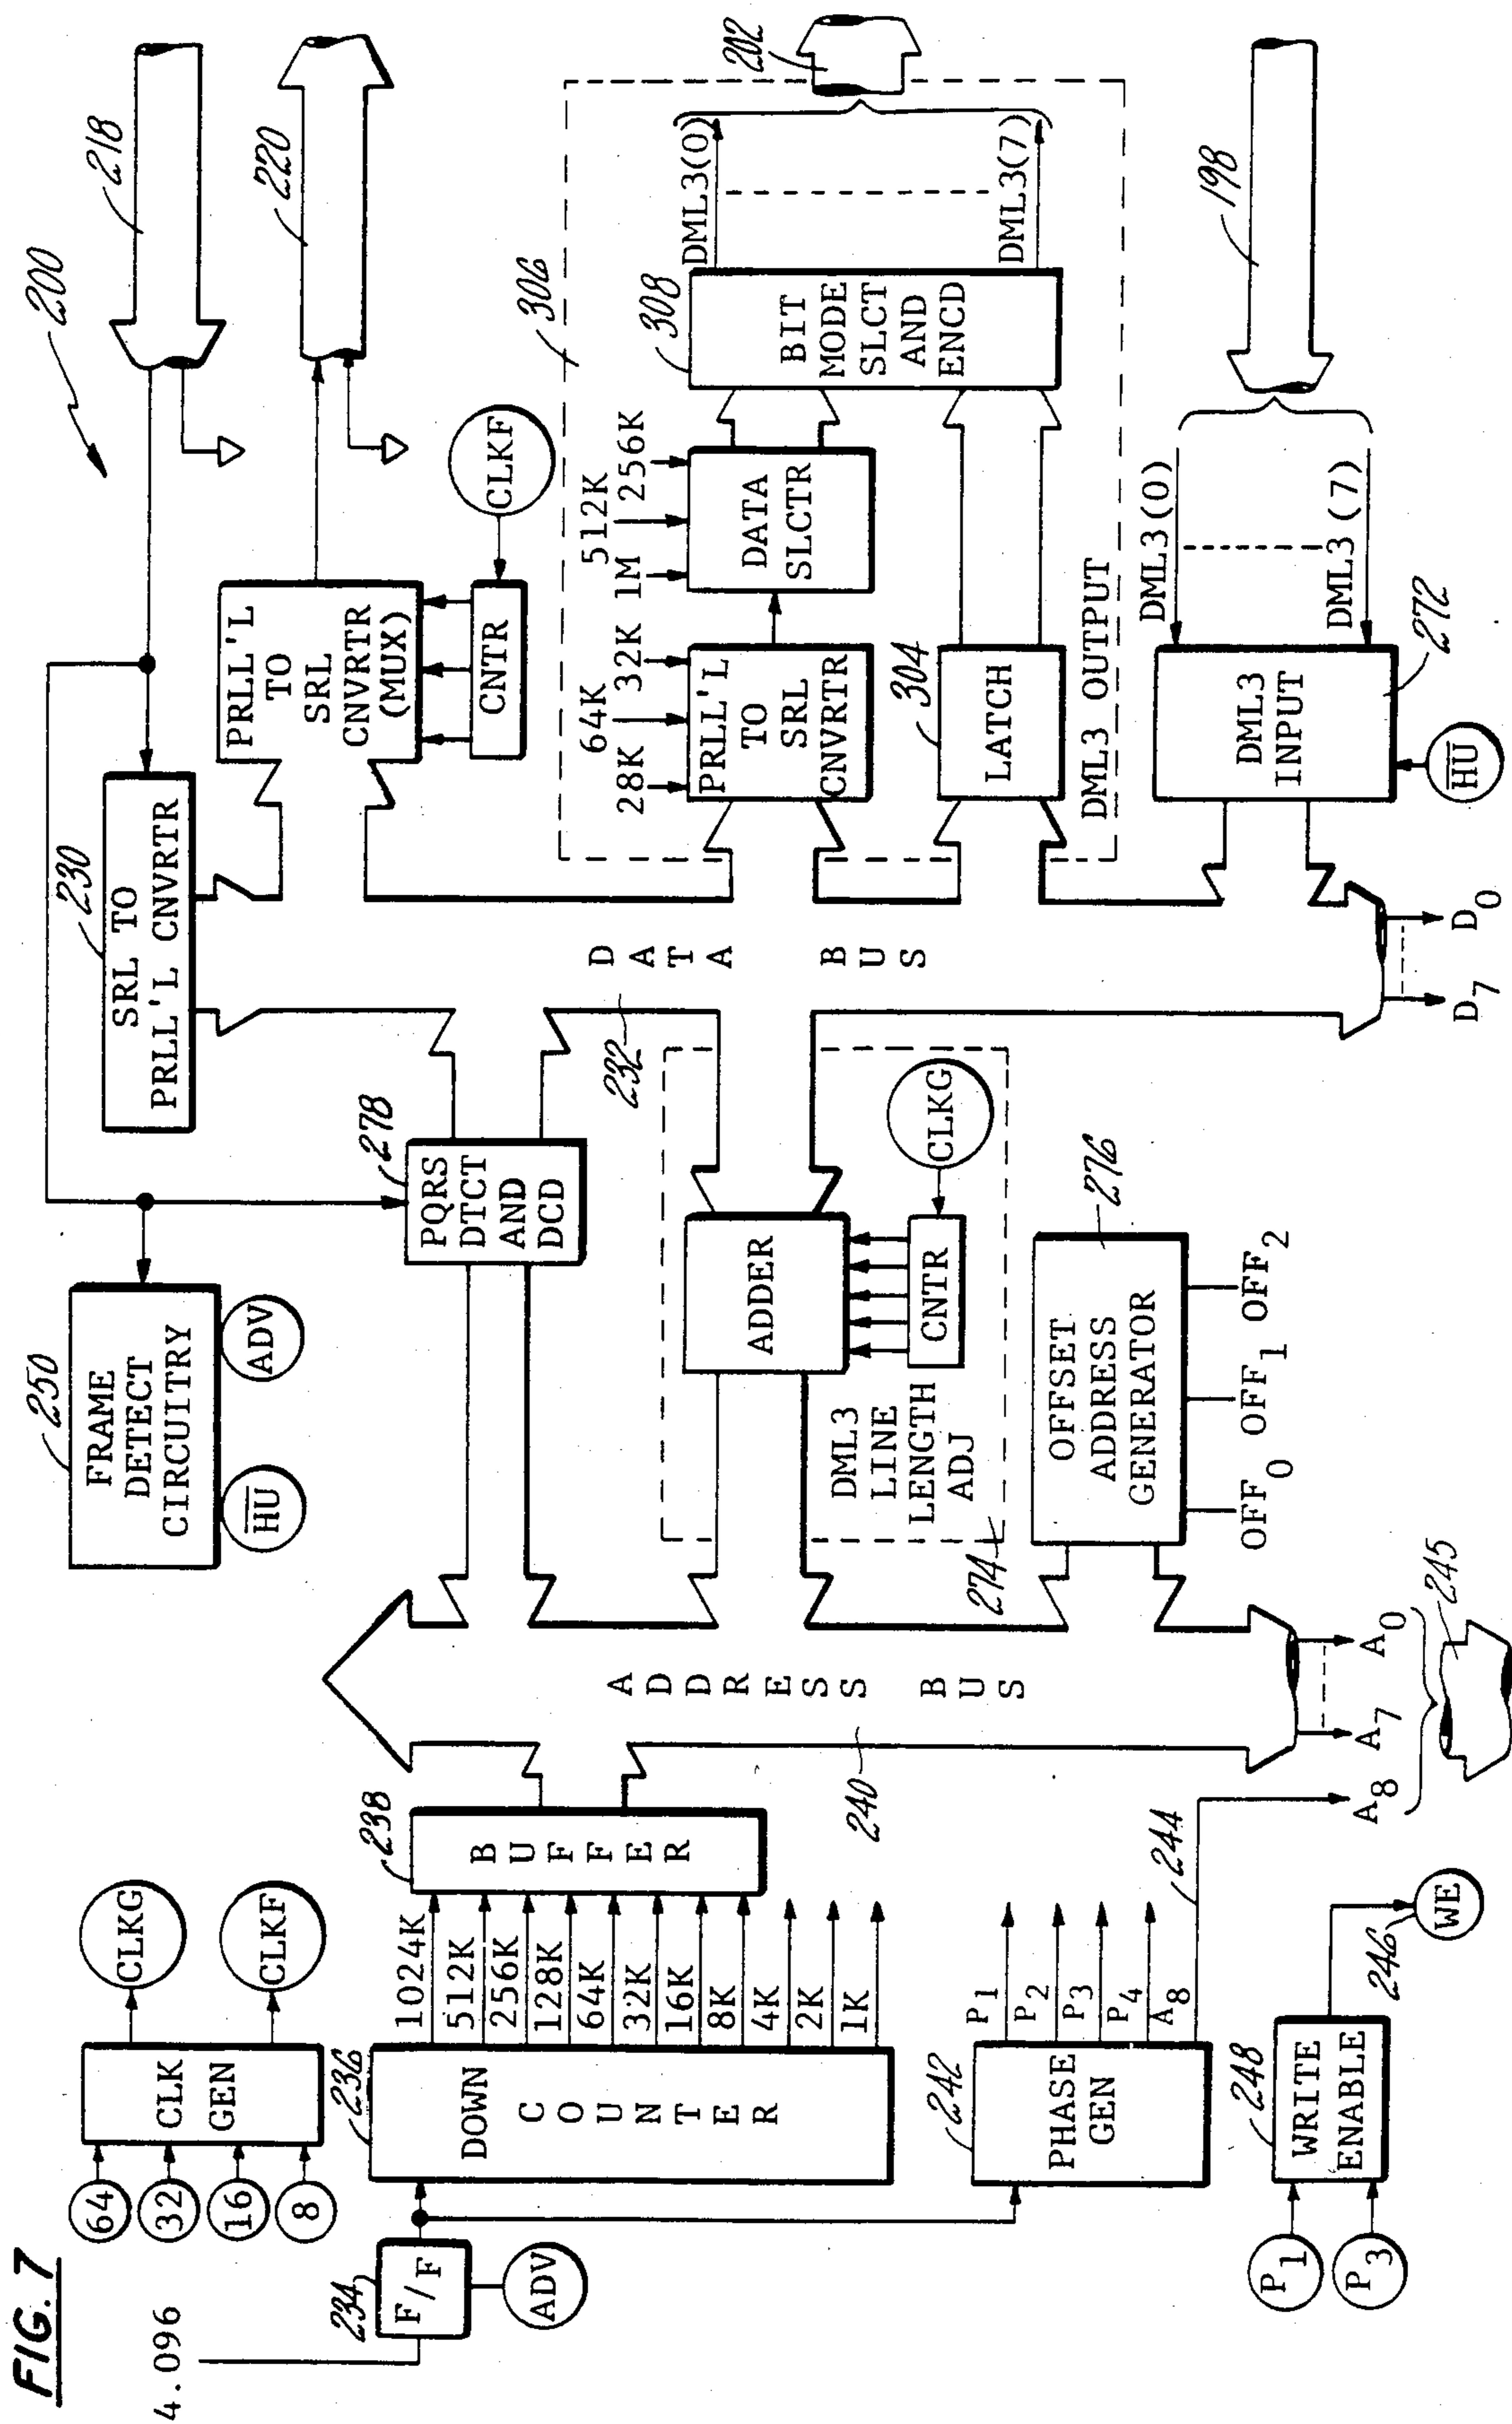 FIG. 7
4.096
234
F/F
ADV
64
32
16
8
CLK
GEN
CLKG
CLKF
236
DOWN
COUNTER
1024K
512K
256K
128K
64K
32K
16K
8K
4K
2K
1K
238
BUFFER
242
PHASE
GEN
P1
P2
P3
P4
A8
244
P1
P3
248
WRITE
ENABLE
246
WE
240
ADDRESS BUS
A8
A7
A0
245
250
FRAME
DETECT
CIRCUITRY
HU
ADV
278
PQRS
DTCT
AND
DCD
ADDER
CNTR
CLKG
DML3
LINE
LENGTH
ADJ
274
276
OFFSET
ADDRESS
GENERATOR
OFF0
OFF1
OFF2
230
SRL TO
PRLL'L CNVRTR
232
DATA BUS
D7
D0
200
218
220
PRLL'L
TO
SRL
CNVRTR
(MUX)
CNTR
CLKF
306
28K
64K
32K
PRLL'L
TO
SRL
CNVRTR
1M
512K
256K
DATA
SLCTR
304
LATCH
308
BIT
MODE
SLCT
AND
ENCD
DML3(0)
DML3(7)
202
DML3 OUTPUT
DML3
INPUT
272
HU
DML3(0)
DML3(7)
198